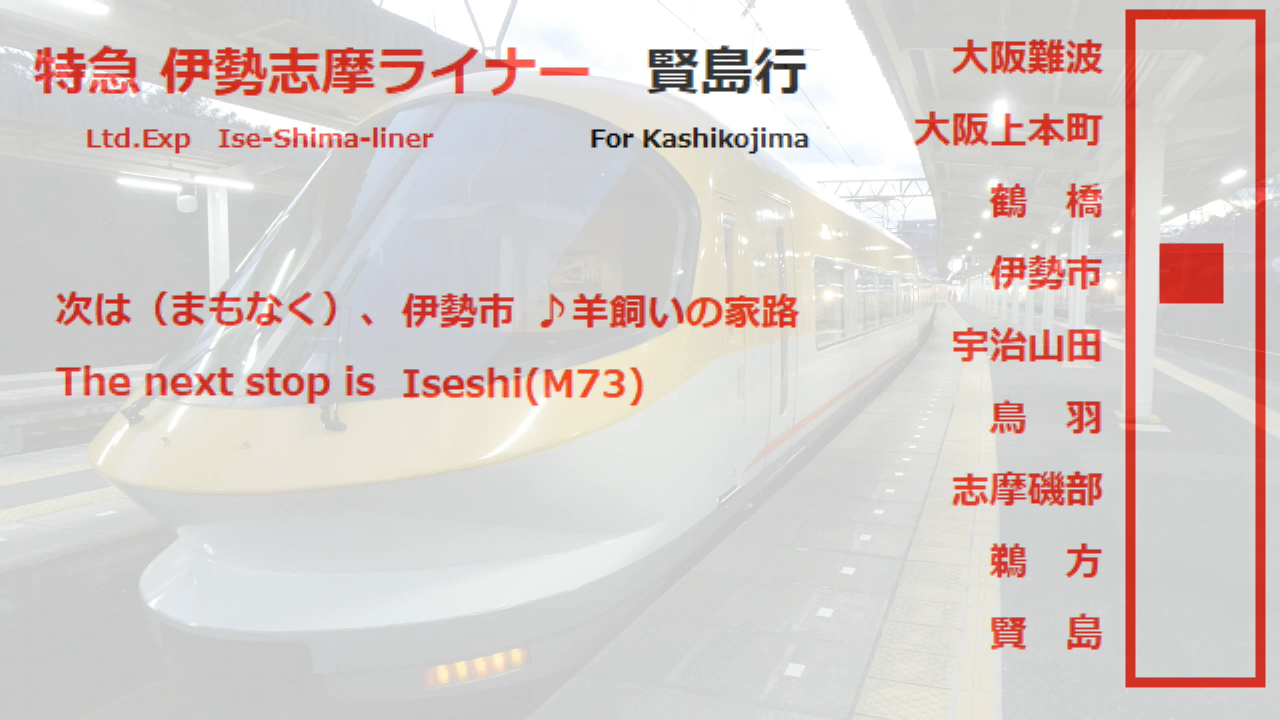 特急 伊勢志摩ライナー　賢島行
Ltd.Exp　Ise-Shima-liner　For Kashikojima
次は（まもなく）、伊勢市 ♪羊飼いの家路
The next stop is Iseshi(M73)
大阪難波
大阪上本町
鶴　橋
伊勢市
宇治山田
鳥　羽
志摩磯部
鵜　方
賢　島